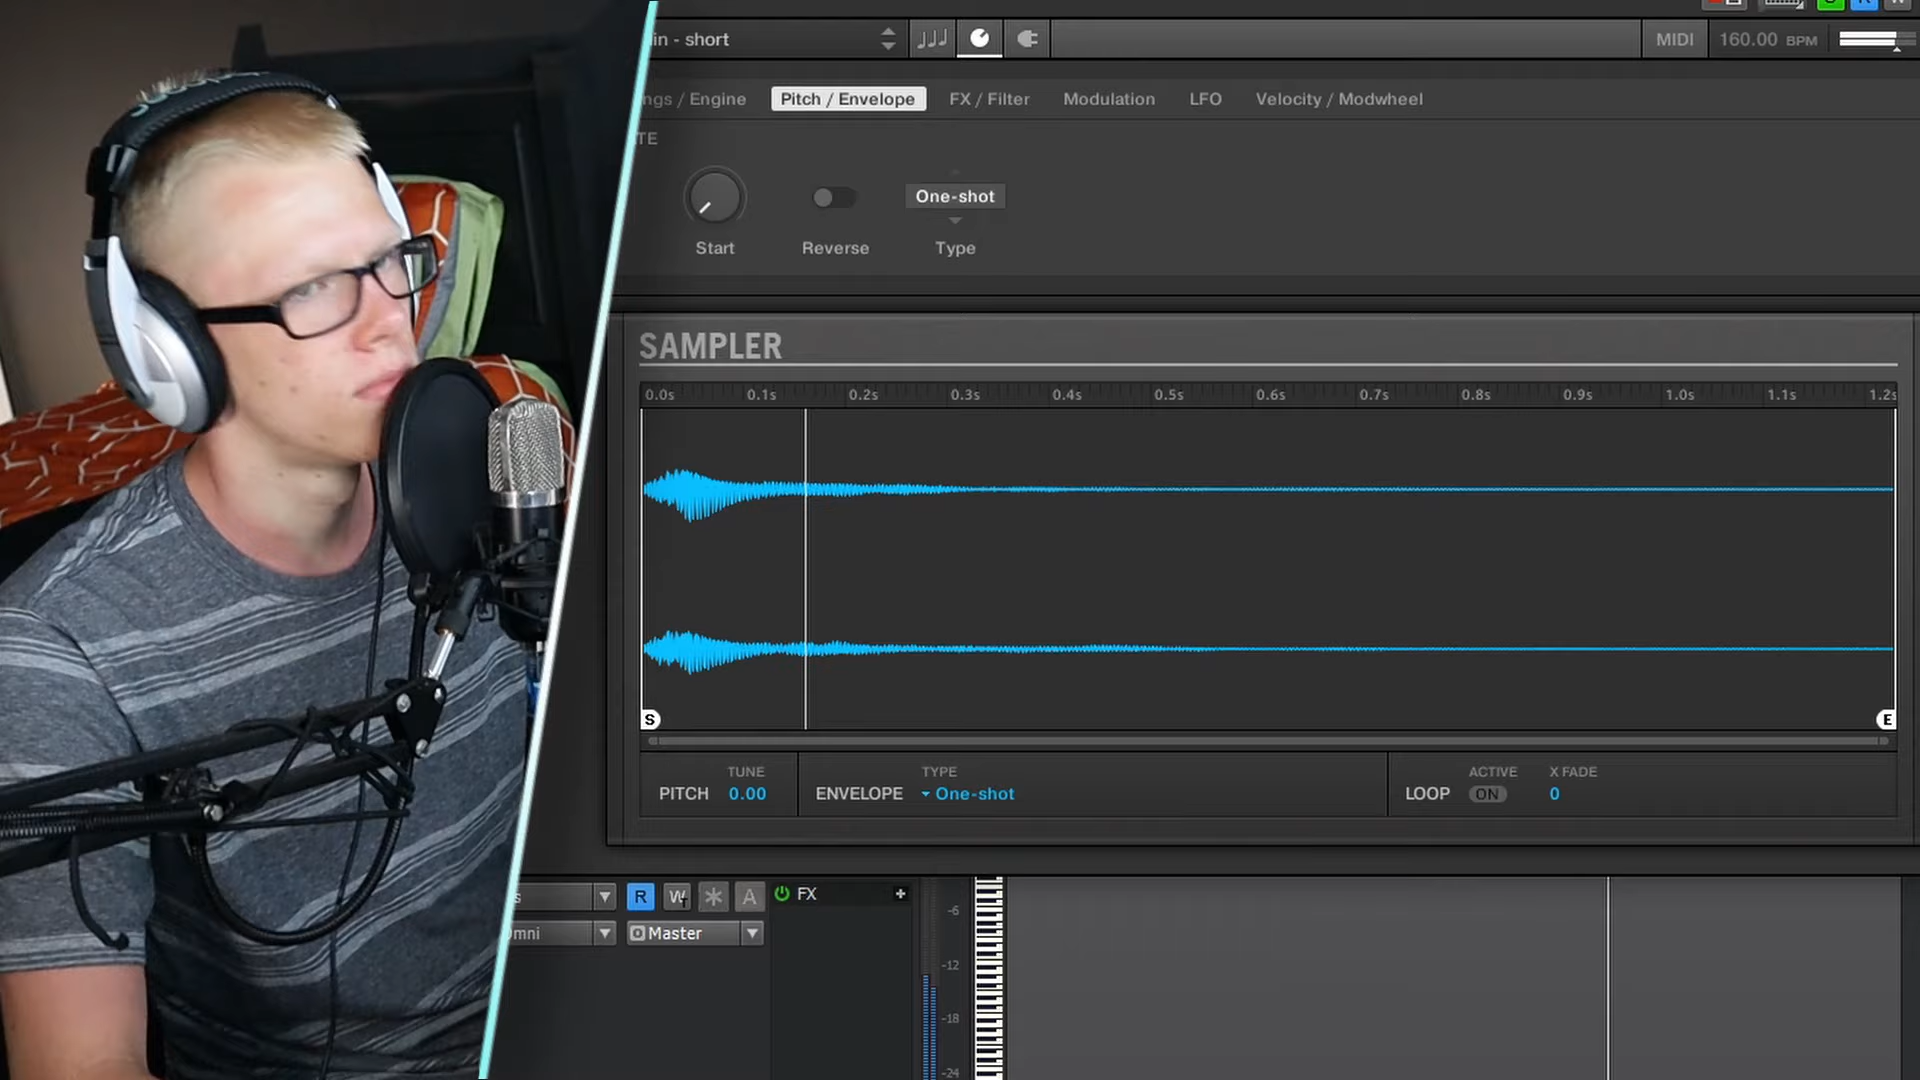 in - short
MIDI
160.00 BPM
ngs / Engine
Pitch / Envelope
FX / Filter
Modulation
LFO
Velocity / Modwheel
TE
One-shot
Start
Reverse
Type
SAMPLER
0.0s 0.1s 0.2s 0.3s 0.4s 0.5s 0.6s 0.7s 0.8s 0.9s 1.0s 1.1s 1.2s
S
E
TUNE
TYPE
ACTIVE
X FADE
PITCH 0.00
ENVELOPE One-shot
LOOP ON 0
s
R
W
A
FX
-6
mni
Master
-12
-18
-24